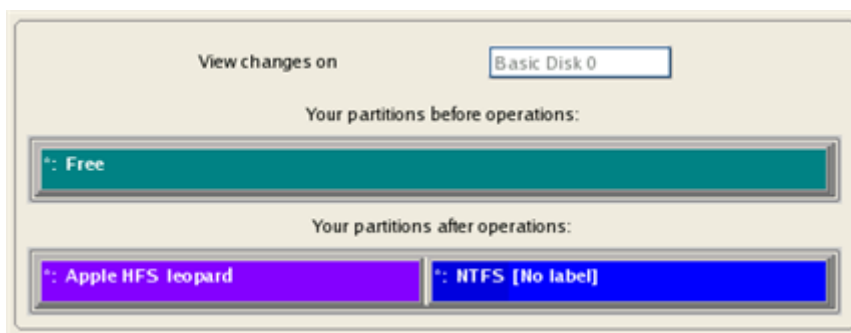 View changes on
Basic Disk 0
Your partitions before operations:
*: Free
Your partitions after operations:
*: Apple HFS leopard
*: NTFS [No label]